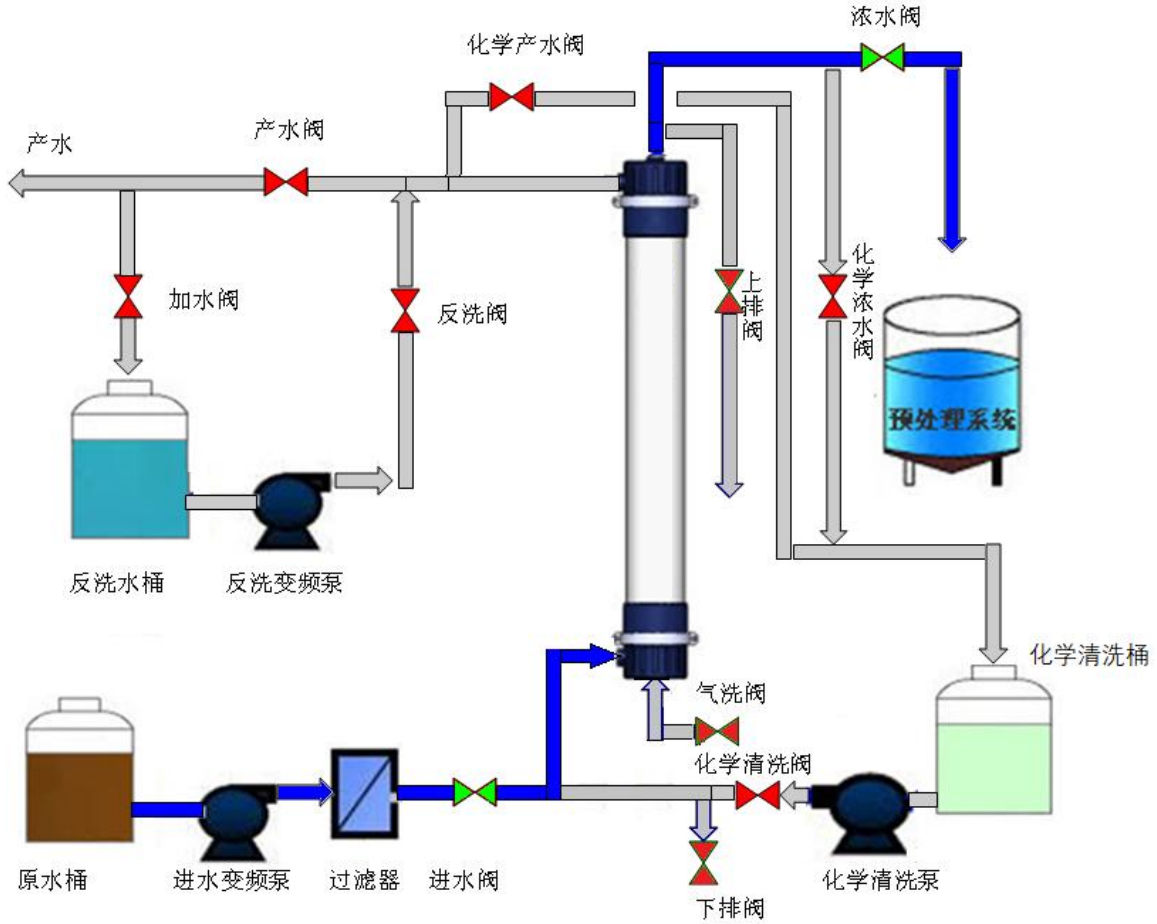 浓水阀
化学产水阀
产水阀
产水
加水阀
反洗阀
上排阀
化学浓水阀
预处理系统
反洗水桶
反洗变频泵
化学清洗桶
气洗阀
化学清洗阀
原水桶
进水变频泵
过滤器
进水阀
化学清洗泵
下排阀